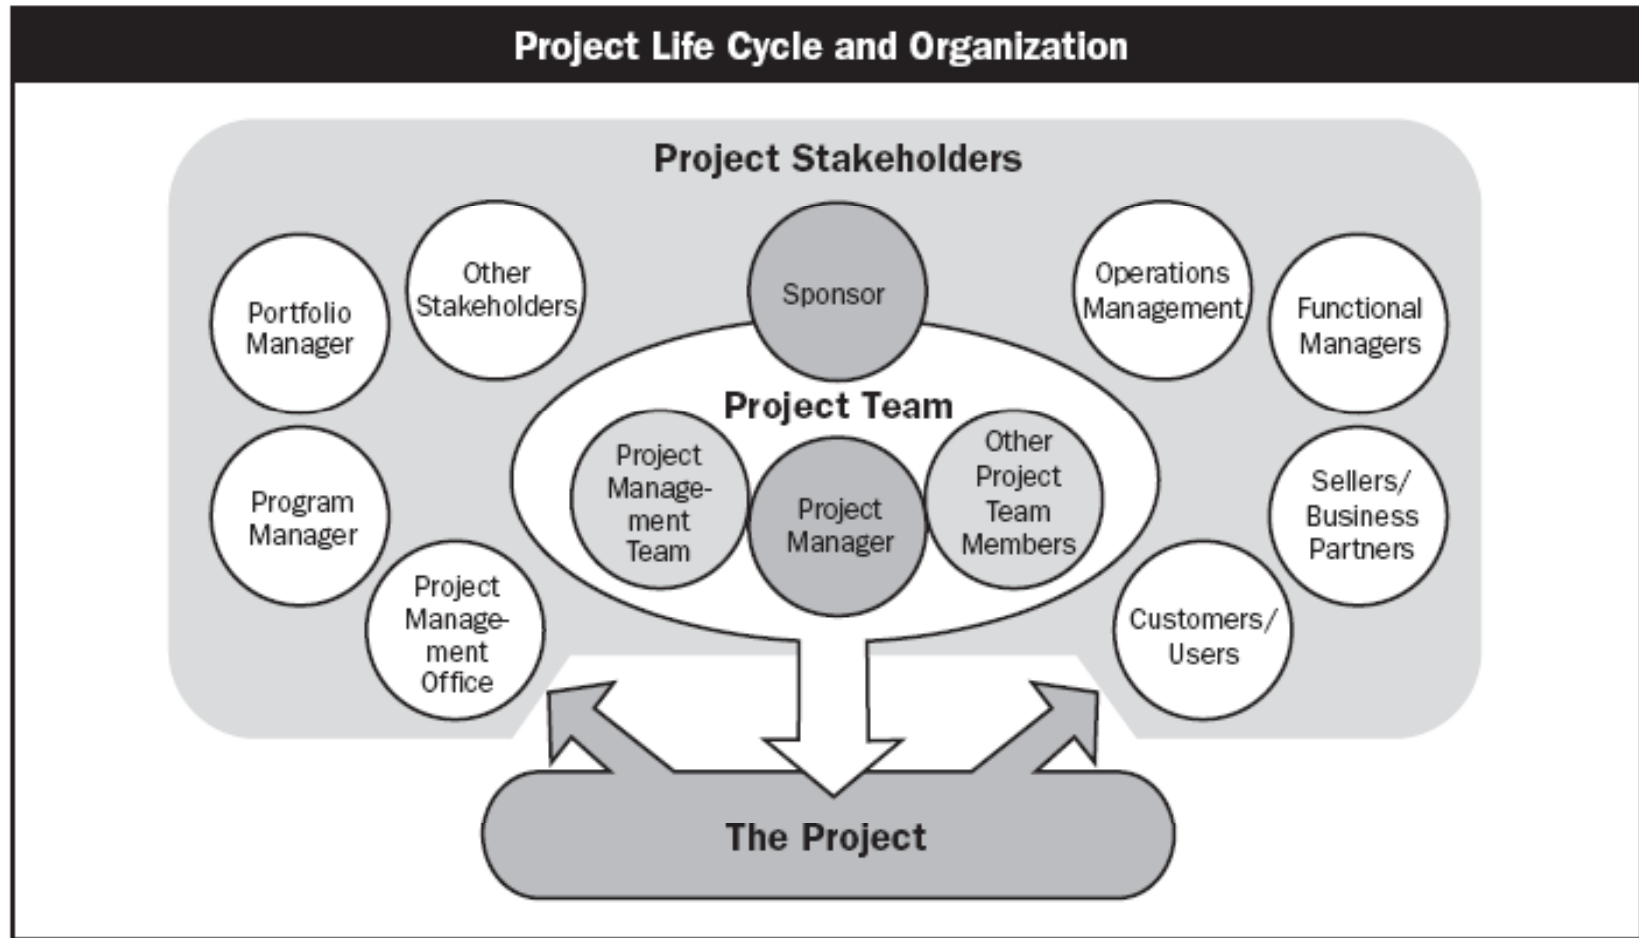 Project Life Cycle and Organization
Project Stakeholders
Portfolio
Manager
Other
Stakeholders
Sponsor
Operations
Management
Functional
Managers
Project Team
Program
Manager
Project
Manage-
ment
Team
Project
Manager
Other
Project
Team
Members
Sellers/
Business
Partners
Project
Manage-
ment
Office
Customers/
Users
The Project